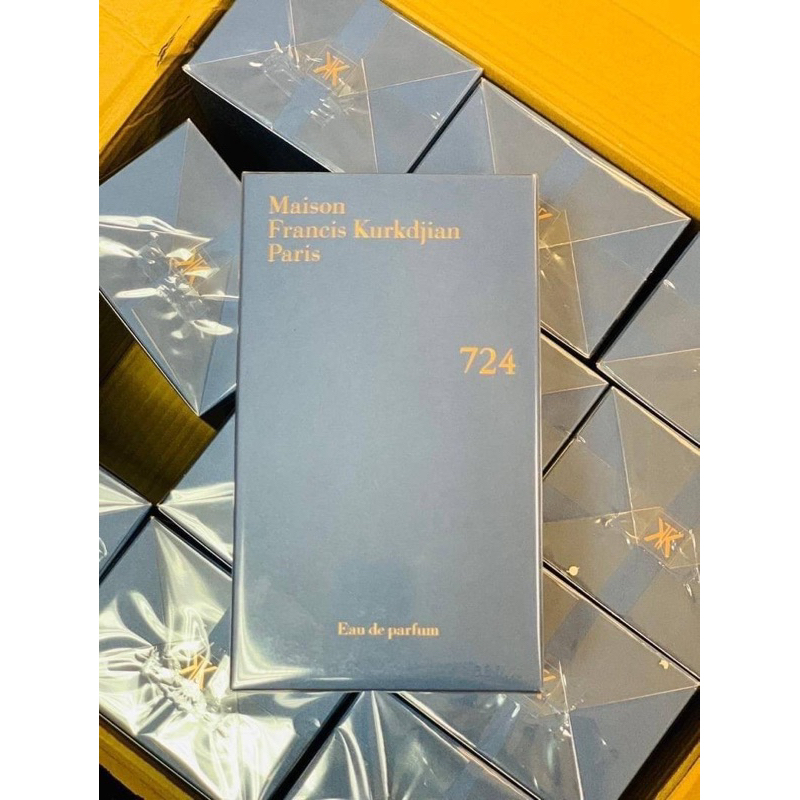 Maison
Francis Kurkdjian
Paris
724
Eau de parfum